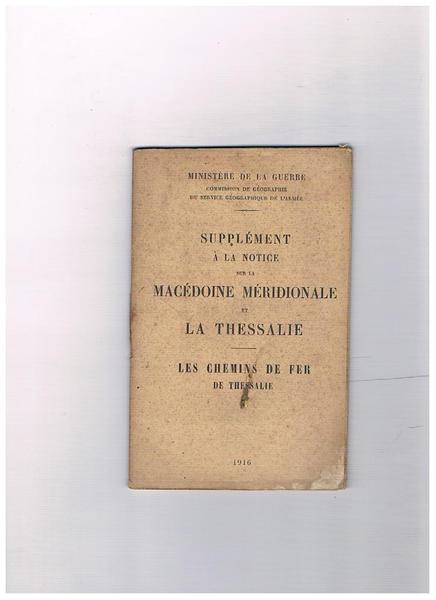 MINISTÈRE DE LA GUERRE
COMMISSION DE GÉOGRAPHIE
DU SERVICE GÉOGRAPHIQUE DE L'ARMÉE
SUPPLÉMENT
À LA NOTICE
SUR LA
MACÉDOINE MÉRIDIONALE
ET
LA THESSALIE
LES CHEMINS DE FER
DE THESSALIE
1916